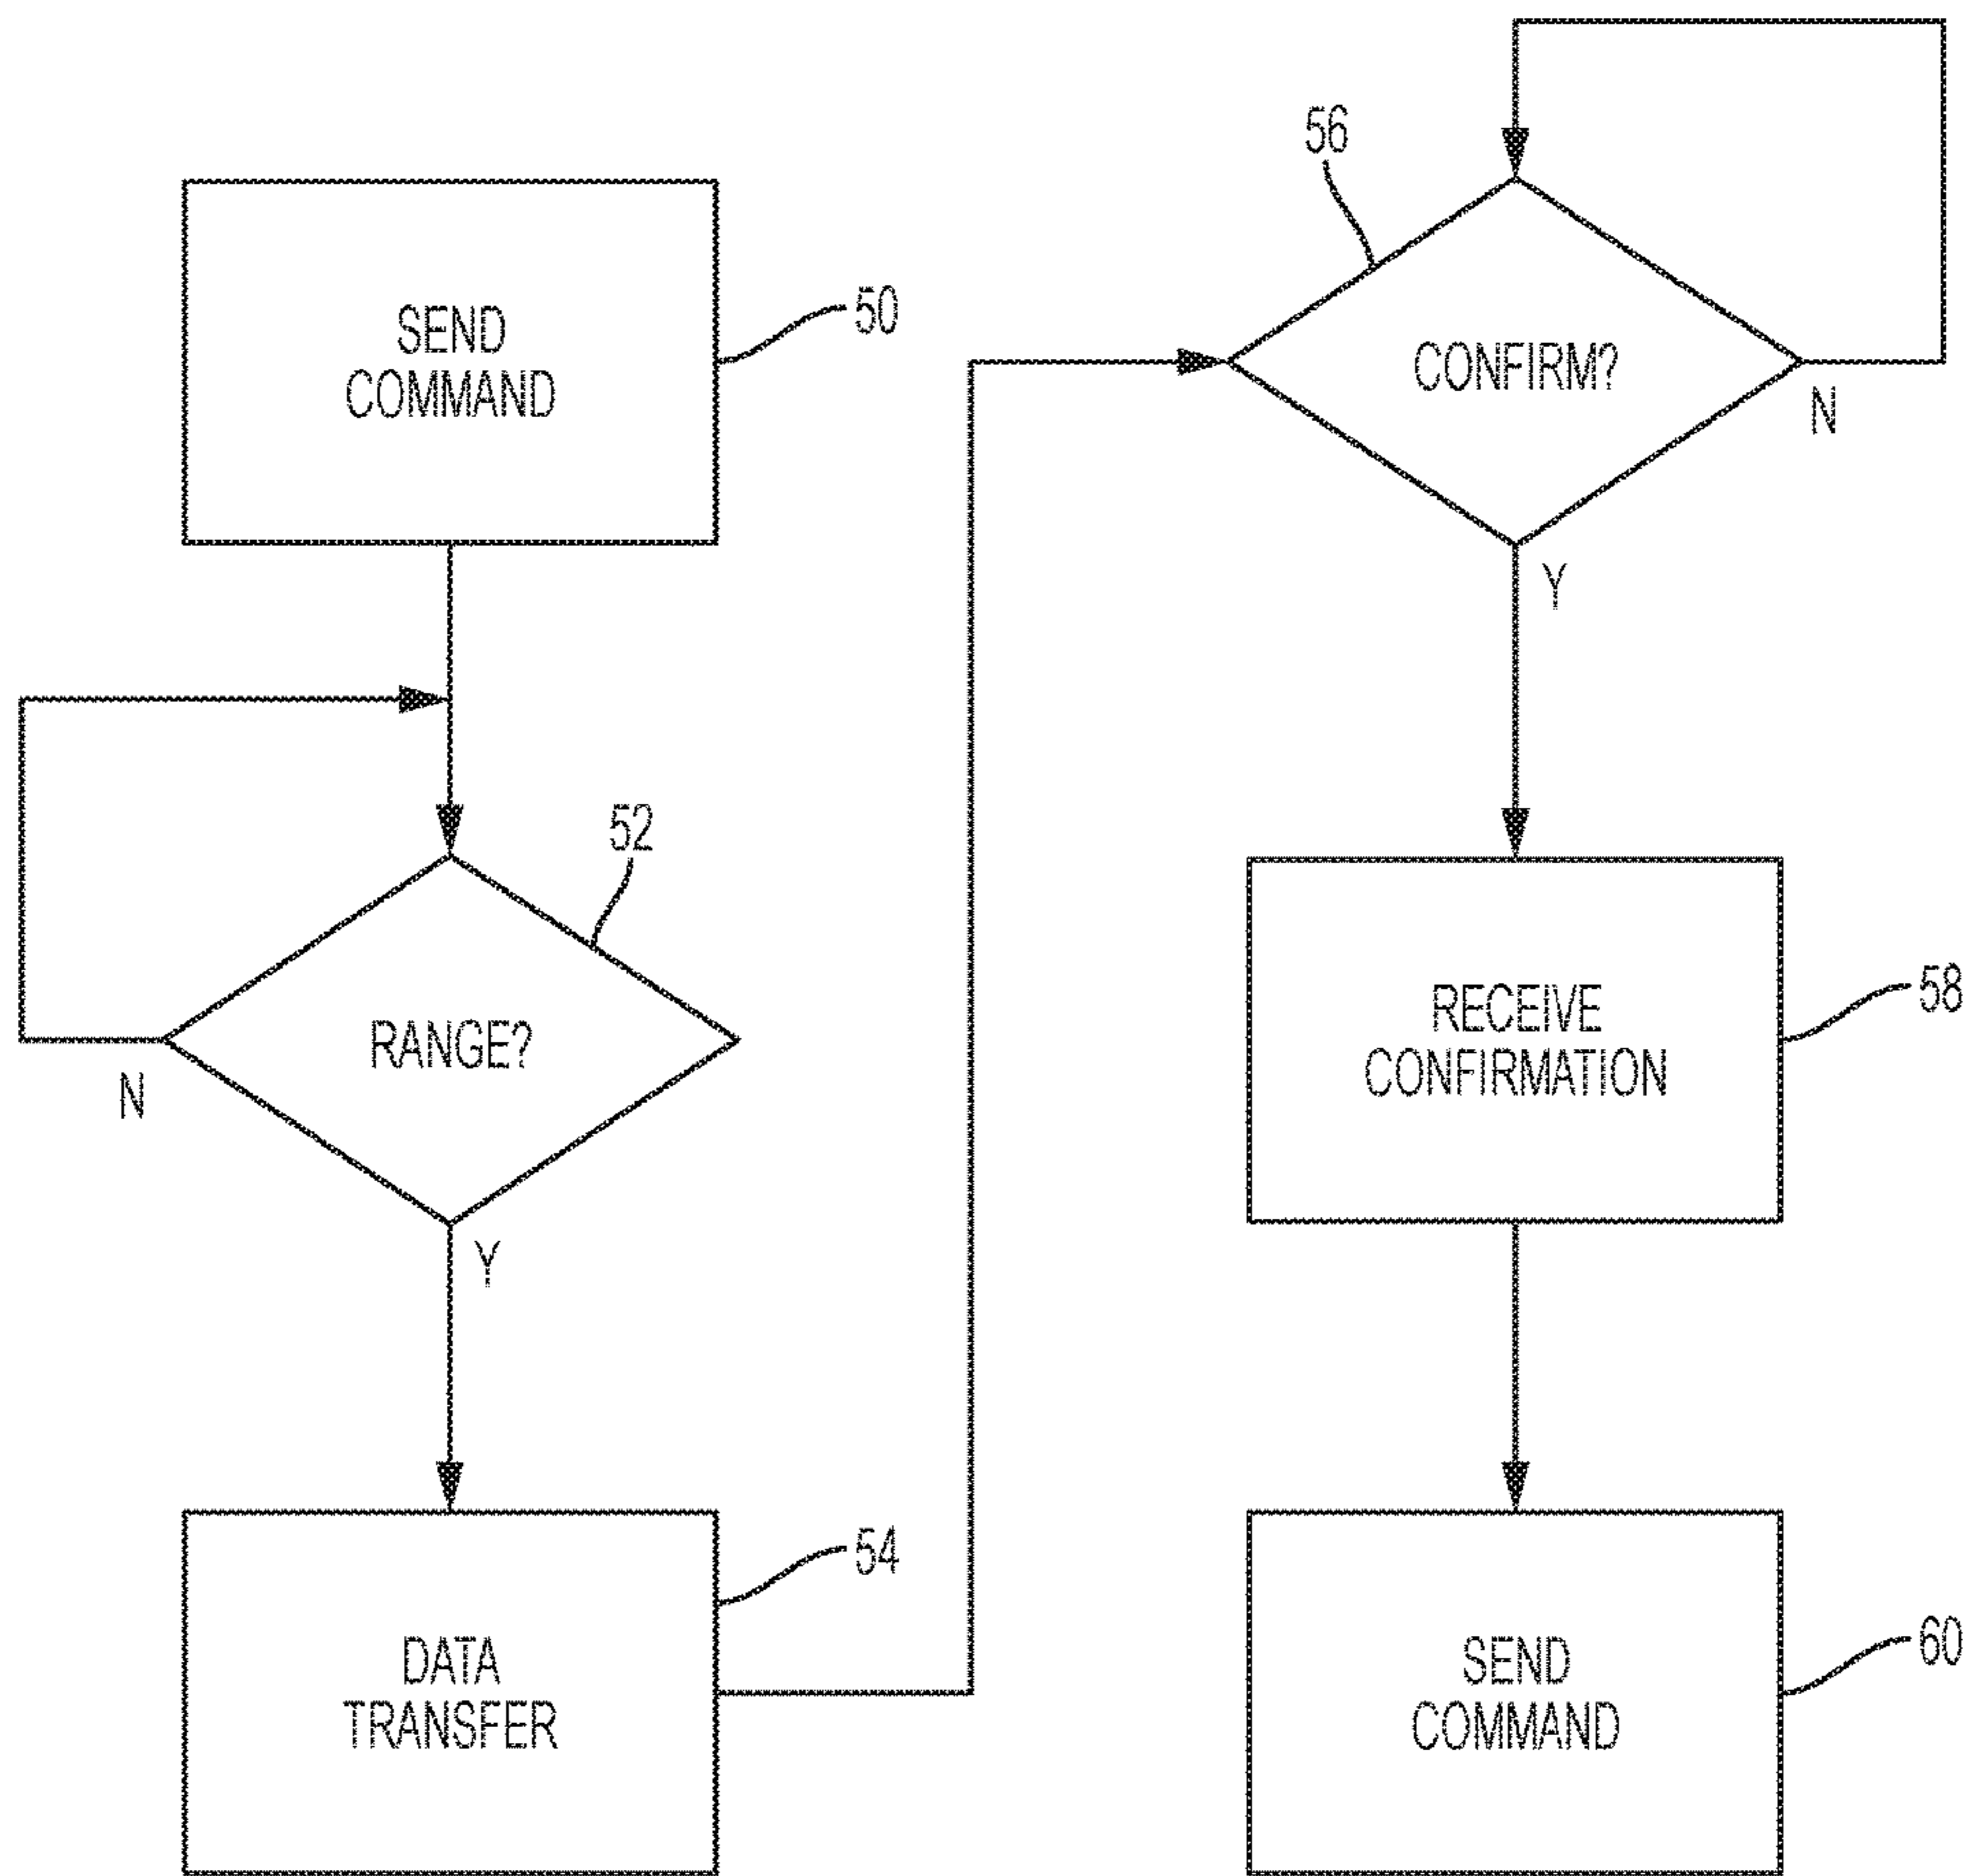 SEND
COMMAND
50
RANGE?
52
N
Y
DATA
TRANSFER
54
CONFIRM?
56
N
Y
RECEIVE
CONFIRMATION
58
SEND
COMMAND
60